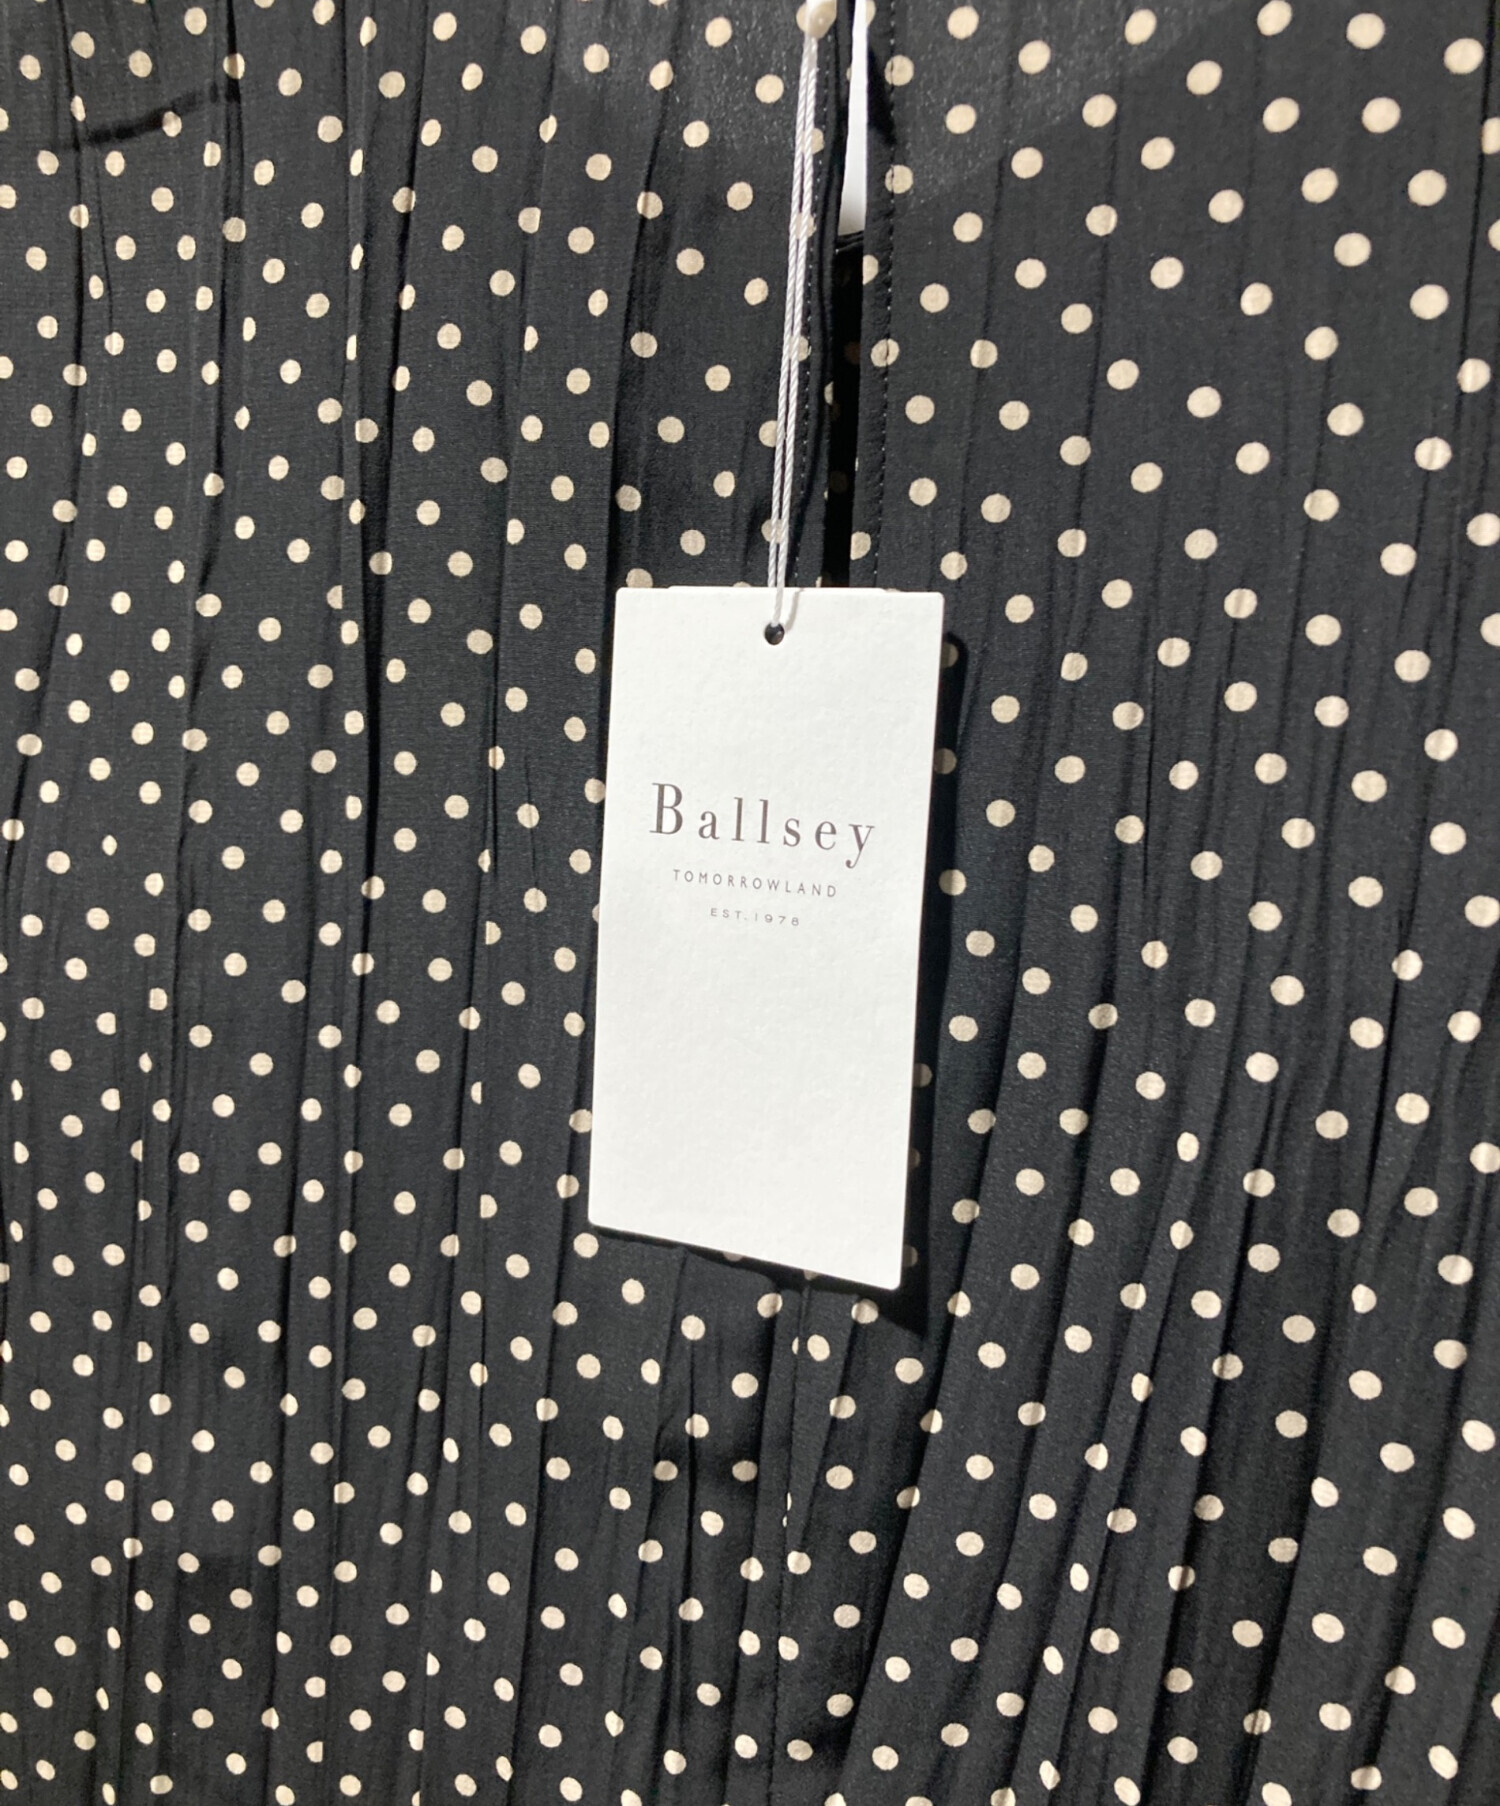 Ballsey
TOMORROWLAND
EST. 1978